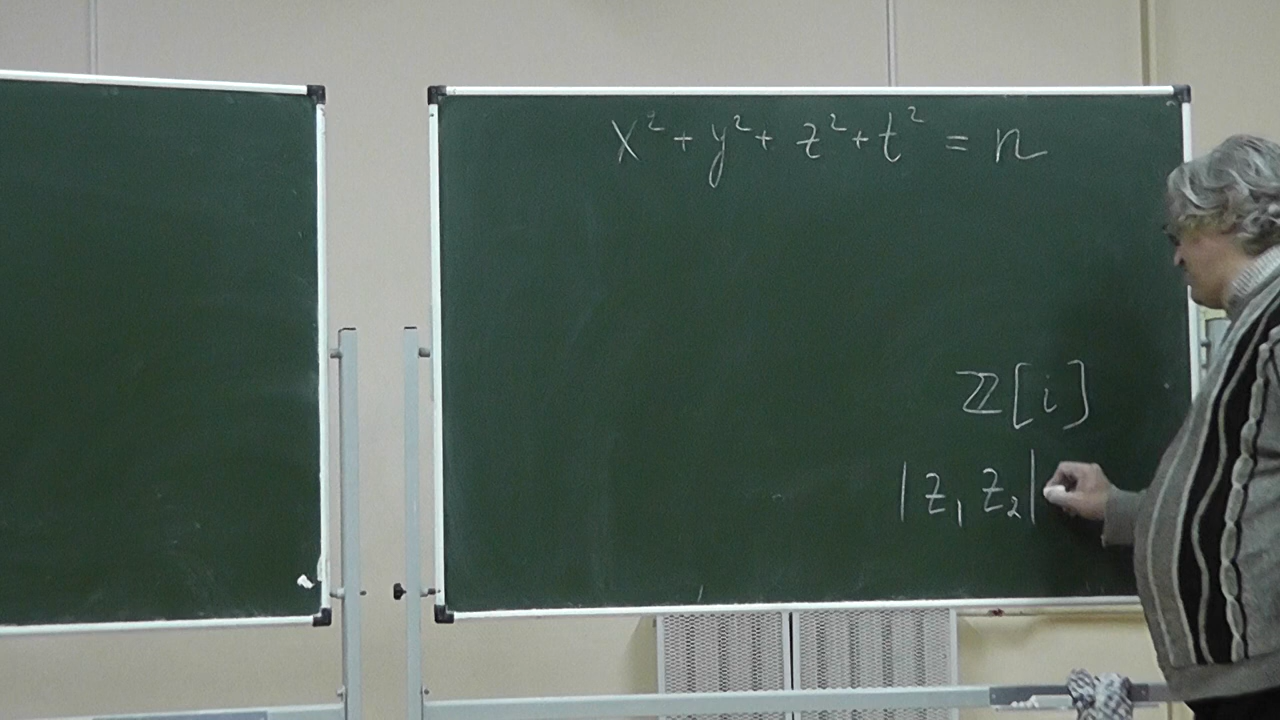 x² + y² + z² + t² = n
ℤ[i]
|z₁ z₂|